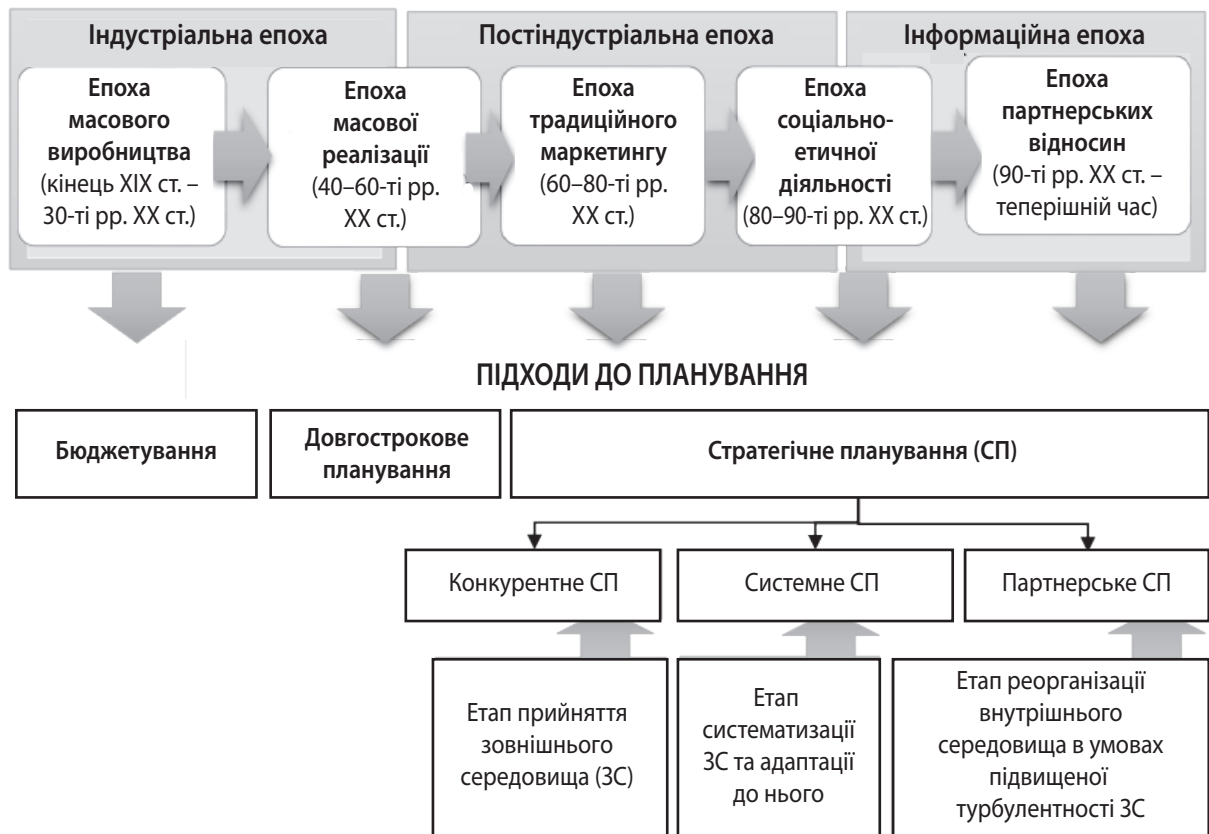 Індустріальна епоха
Постіндустріальна епоха
Інформаційна епоха
Епоха
масового
виробництва
(кінець XIX ст. –
30-ті рр. XX ст.)
Епоха
масової
реалізації
(40–60-ті рр.
XX ст.)
Епоха
традиційного
маркетингу
(60–80-ті рр.
XX ст.)
Епоха
соціально-
етичної
діяльності
(80–90-ті рр. XX ст.)
Епоха
партнерських
відносин
(90-ті рр. XX ст. –
теперішній час)
ПІДХОДИ ДО ПЛАНУВАННЯ
Бюджетування
Довгострокове
планування
Стратегічне планування (СП)
Конкурентне СП
Системне СП
Партнерське СП
Етап прийняття
зовнішнього
середовища (ЗС)
Етап
систематизації
ЗС та адаптації
до нього
Етап реорганізації
внутрішнього
середовища в умовах
підвищеної
турбулентності ЗС